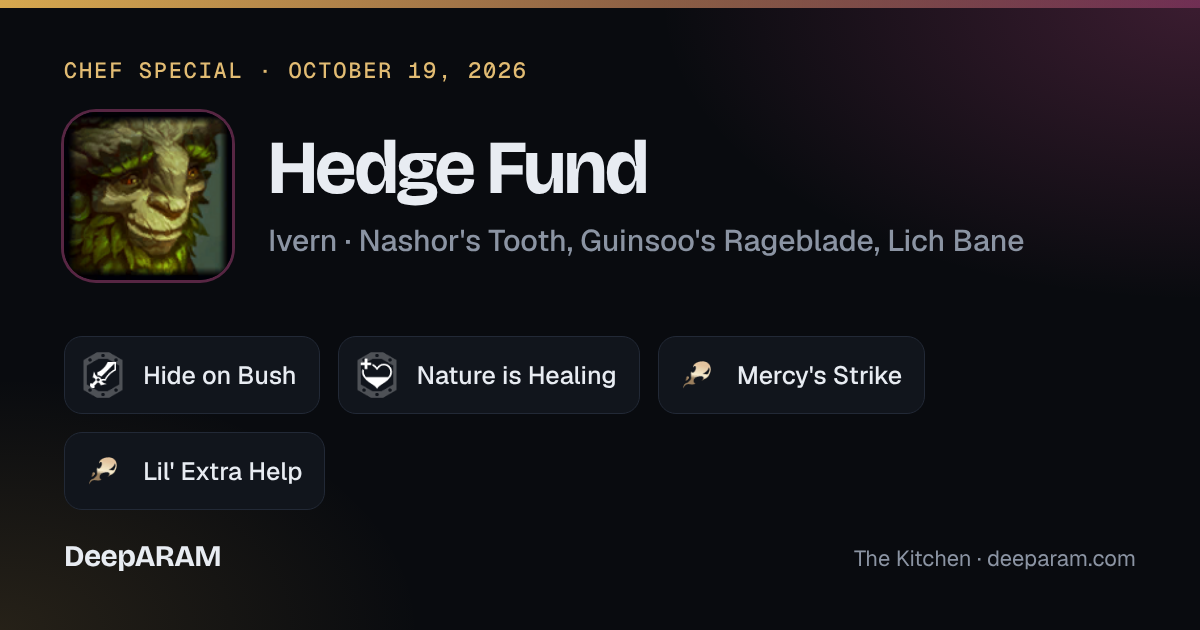 CHEF SPECIAL · OCTOBER 19, 2026
Hedge Fund
Ivern · Nashor's Tooth, Guinsoo's Rageblade, Lich Bane
Hide on Bush
Nature is Healing
Mercy's Strike
Lil' Extra Help
DeepARAM
The Kitchen · deeparam.com